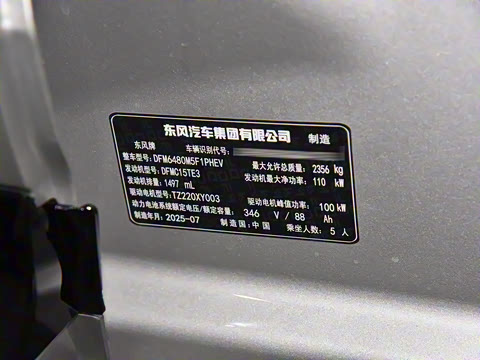 东风汽车集团有限公司 制造
东风牌 车辆识别代号:
整车型号: DFM6480M5F1PHEV 最大允许总质量: 2356 kg
发动机型号: DFMC15TE3 发动机最大净功率: 110 kW
发动机排量: 1497 mL
驱动电机型号: TZ220XY003 驱动电机峰值功率: 100 kW
动力电池系统额定电压/额定容量: 346 V / 88 Ah
制造年月: 2025-07 制造国: 中国 乘坐人数: 5 人